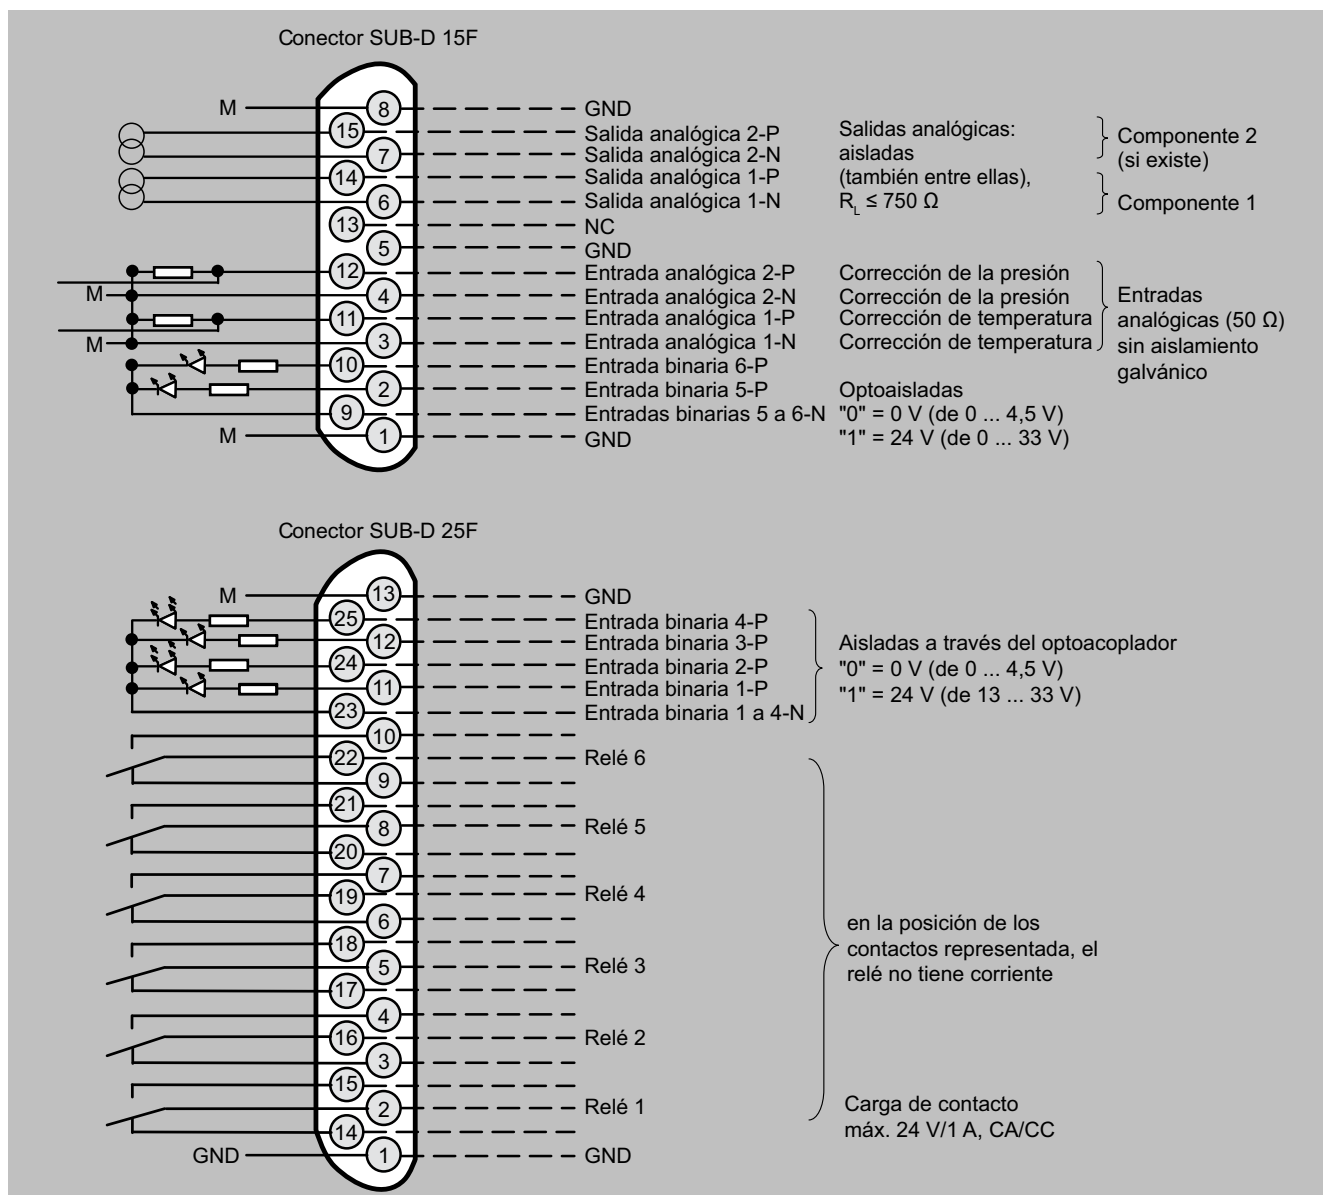 Conector SUB-D 15F
M 8 GND
15 Salida analógica 2-P Salidas analógicas: Componente 2
7 Salida analógica 2-N aisladas (si existe)
14 Salida analógica 1-P (también entre ellas),
6 Salida analógica 1-N RL ≤ 750 Ω Componente 1
13 NC
5 GND
12 Entrada analógica 2-P Corrección de la presión
M 4 Entrada analógica 2-N Corrección de la presión Entradas
11 Entrada analógica 1-P Corrección de temperatura analógicas (50 Ω)
M 3 Entrada analógica 1-N Corrección de temperatura sin aislamiento
10 Entrada binaria 6-P galvánico
2 Entrada binaria 5-P Optoaisladas
9 Entradas binarias 5 a 6-N "0" = 0 V (de 0 ... 4,5 V)
M 1 GND "1" = 24 V (de 0 ... 33 V)
Conector SUB-D 25F
M 13 GND
25 Entrada binaria 4-P
12 Entrada binaria 3-P Aisladas a través del optoacoplador
24 Entrada binaria 2-P "0" = 0 V (de 0 ... 4,5 V)
11 Entrada binaria 1-P "1" = 24 V (de 13 ... 33 V)
23 Entrada binaria 1 a 4-N
10
22 Relé 6
9
21
8 Relé 5
20
7
19 Relé 4
6 en la posición de los
18 contactos representada, el
5 Relé 3 relé no tiene corriente
17
4
16 Relé 2
3
15
2 Relé 1 Carga de contacto
14 máx. 24 V/1 A, CA/CC
GND 1 GND